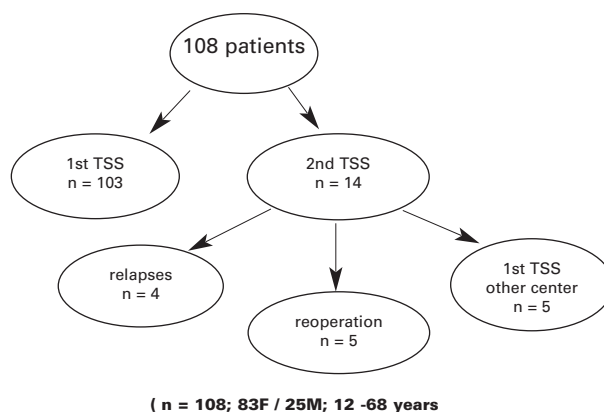 108 patients
1st TSS
n = 103
2nd TSS
n = 14
relapses
n = 4
reoperation
n = 5
1st TSS
other center
n = 5
( n = 108; 83F / 25M; 12 -68 years